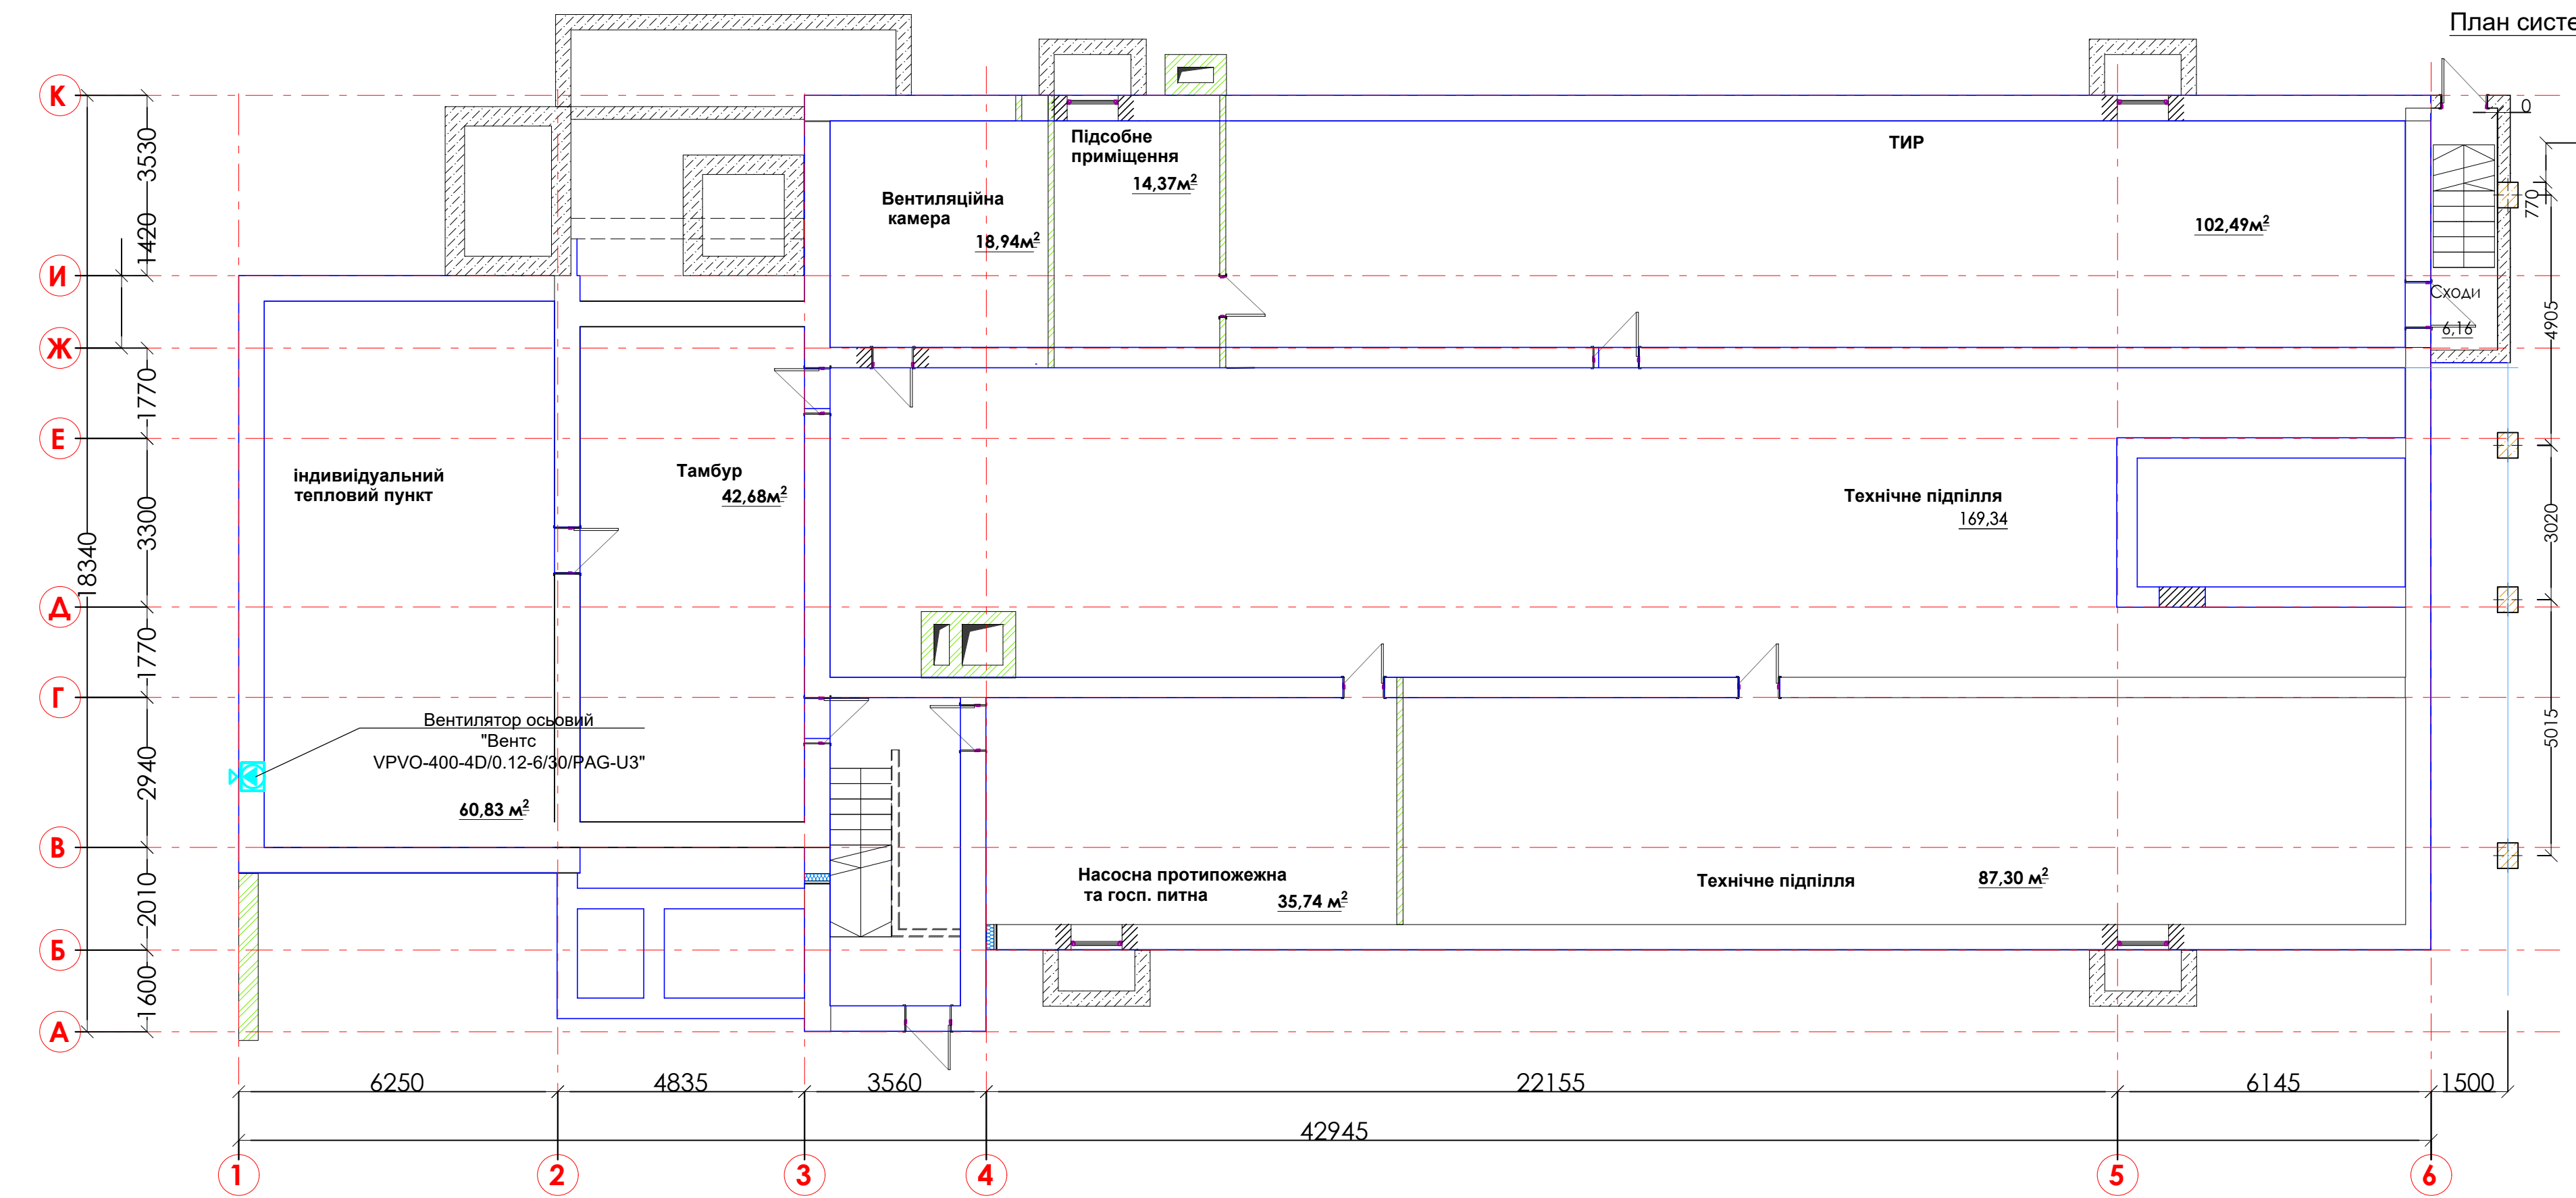 План систе
К
И
Ж
Е
Д
Г
В
Б
А
3530
1420
1770
3300
1770
2940
2010
1600
18340
Підсобне
приміщення
14,37м²
ТИР
102,49м²
Вентиляційна
камера
18,94м²
Сходи
6,16
770
4905
3020
5015
індивиідуальний
тепловий пункт
Тамбур
42,68м²
Технічне підпілля
169,34
Вентилятор осьовий
"Вентс
VPVO-400-4D/0.12-6/30/PAG-U3"
60,83 м²
Насосна протипожежна
та госп. питна
35,74 м²
Технічне підпілля
87,30 м²
6250
4835
3560
22155
6145
1500
42945
1
2
3
4
5
6